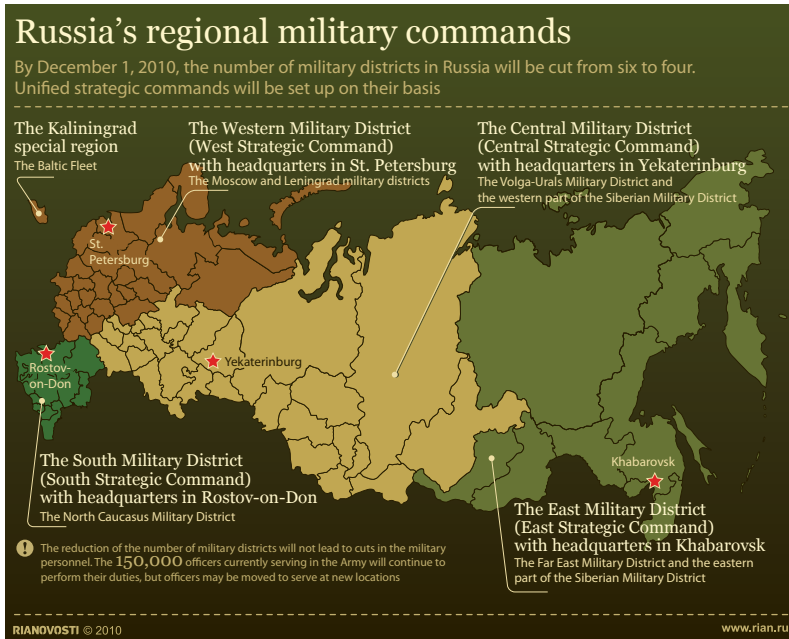 Russia's regional military commands
By December 1, 2010, the number of military districts in Russia will be cut from six to four.
Unified strategic commands will be set up on their basis
The Kaliningrad
special region
The Baltic Fleet
The Western Military District
(West Strategic Command)
with headquarters in St. Petersburg
The Moscow and Leningrad military districts
The Central Military District
(Central Strategic Command)
with headquarters in Yekaterinburg
The Volga-Urals Military District and
the western part of the Siberian Military District
St.
Petersburg
Yekaterinburg
Rostov-
on-Don
Khabarovsk
The South Military District
(South Strategic Command)
with headquarters in Rostov-on-Don
The North Caucasus Military District
The East Military District
(East Strategic Command)
with headquarters in Khabarovsk
The Far East Military District and the eastern
part of the Siberian Military District
!
The reduction of the number of military districts will not lead to cuts in the military
personnel. The 150,000 officers currently serving in the Army will continue to
perform their duties, but officers may be moved to serve at new locations
RIANOVOSTI © 2010
www.rian.ru